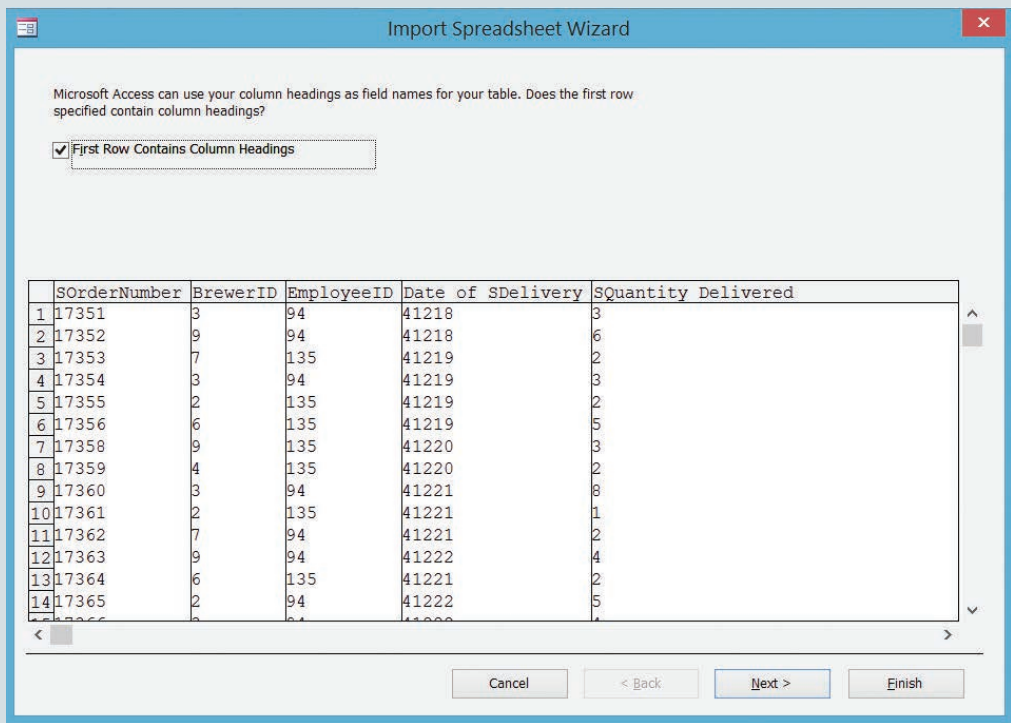 Import Spreadsheet Wizard
Microsoft Access can use your column headings as field names for your table. Does the first row
specified contain column headings?
First Row Contains Column Headings
SOrderNumber BrewerID EmployeeID Date of SDelivery SQuantity Delivered
1 17351 3 94 41218 3
2 17352 9 94 41218 6
3 17353 7 135 41219 2
4 17354 3 94 41219 3
5 17355 2 135 41219 2
6 17356 6 135 41219 5
7 17358 9 135 41220 3
8 17359 4 135 41220 2
9 17360 3 94 41221 8
10 17361 2 135 41221 1
11 17362 7 94 41221 2
12 17363 9 94 41222 4
13 17364 6 135 41221 2
14 17365 2 94 41222 5
Cancel < Back Next > Finish